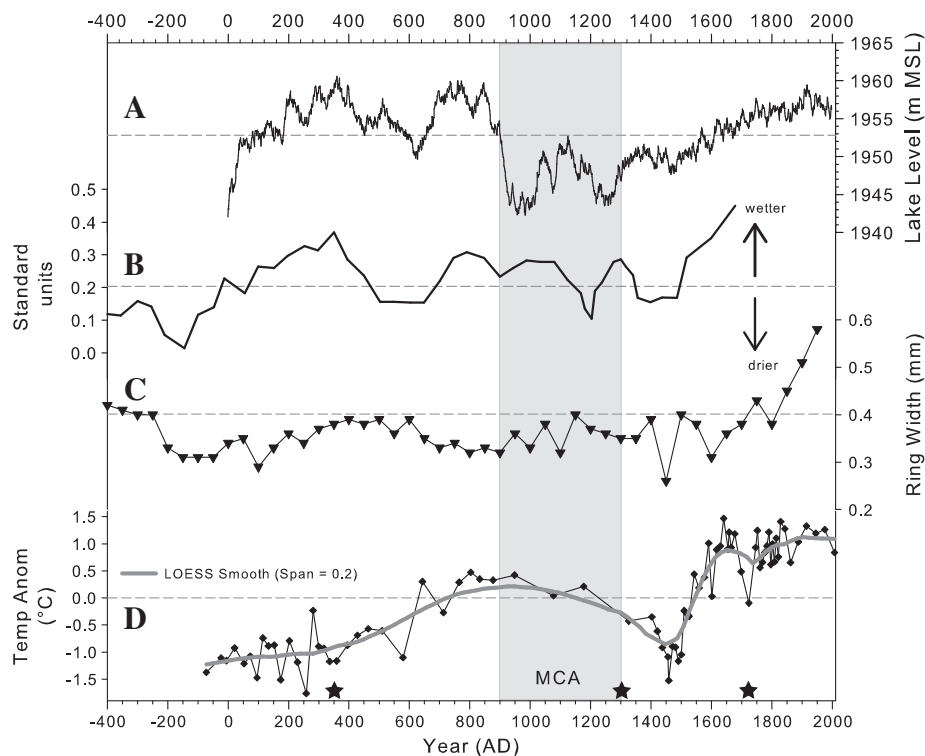 -400 -200 0 200 400 600 800 1000 1200 1400 1600 1800 2000
A
1965
1960
1955
1950
1945
1940
Lake Level (m MSL)
B
0.5
0.4
0.3
0.2
0.1
0.0
Standard
units
wetter
drier
C
0.6
0.5
0.4
0.3
0.2
Ring Width (mm)
D
1.5
1.0
0.5
0.0
-0.5
-1.0
-1.5
Temp Anom
(°C)
LOESS Smooth (Span = 0.2)
MCA
-400 -200 0 200 400 600 800 1000 1200 1400 1600 1800 2000
Year (AD)